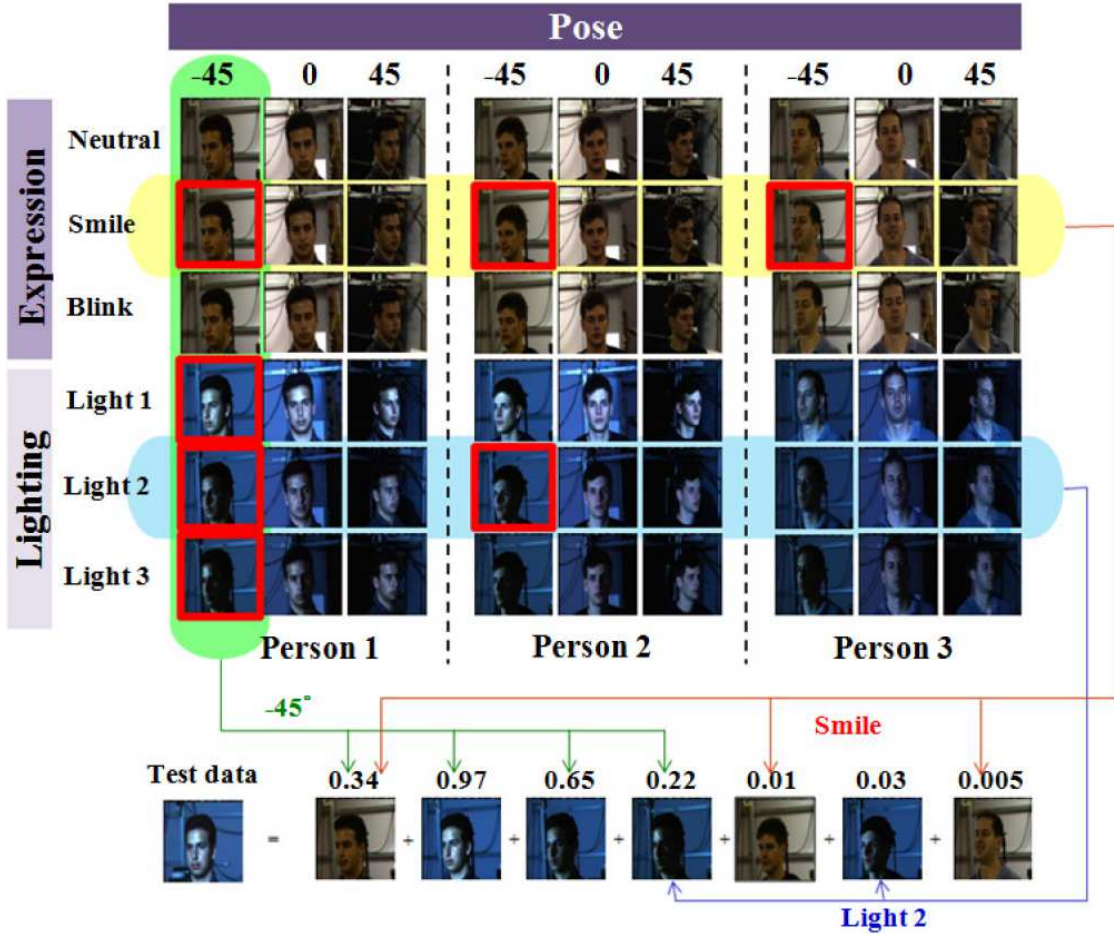 Pose
-45 0 45 -45 0 45 -45 0 45
Expression
Neutral
Smile
Blink
Lighting
Light 1
Light 2
Light 3
Person 1 Person 2 Person 3
-45°
Smile
Test data 0.34 0.97 0.65 0.22 0.01 0.03 0.005
= + + + + + +
Light 2